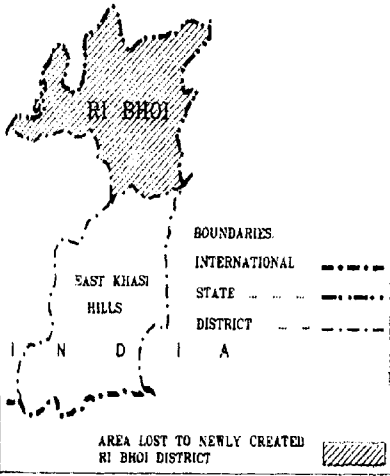 RI BHOI
BOUNDARIES.
INTERNATIONAL
EAST KHASI
HILLS
STATE ... ... ...
DISTRICT ... ...
I N D I A
AREA LOST TO NEWLY CREATED
RI BHOI DISTRICT